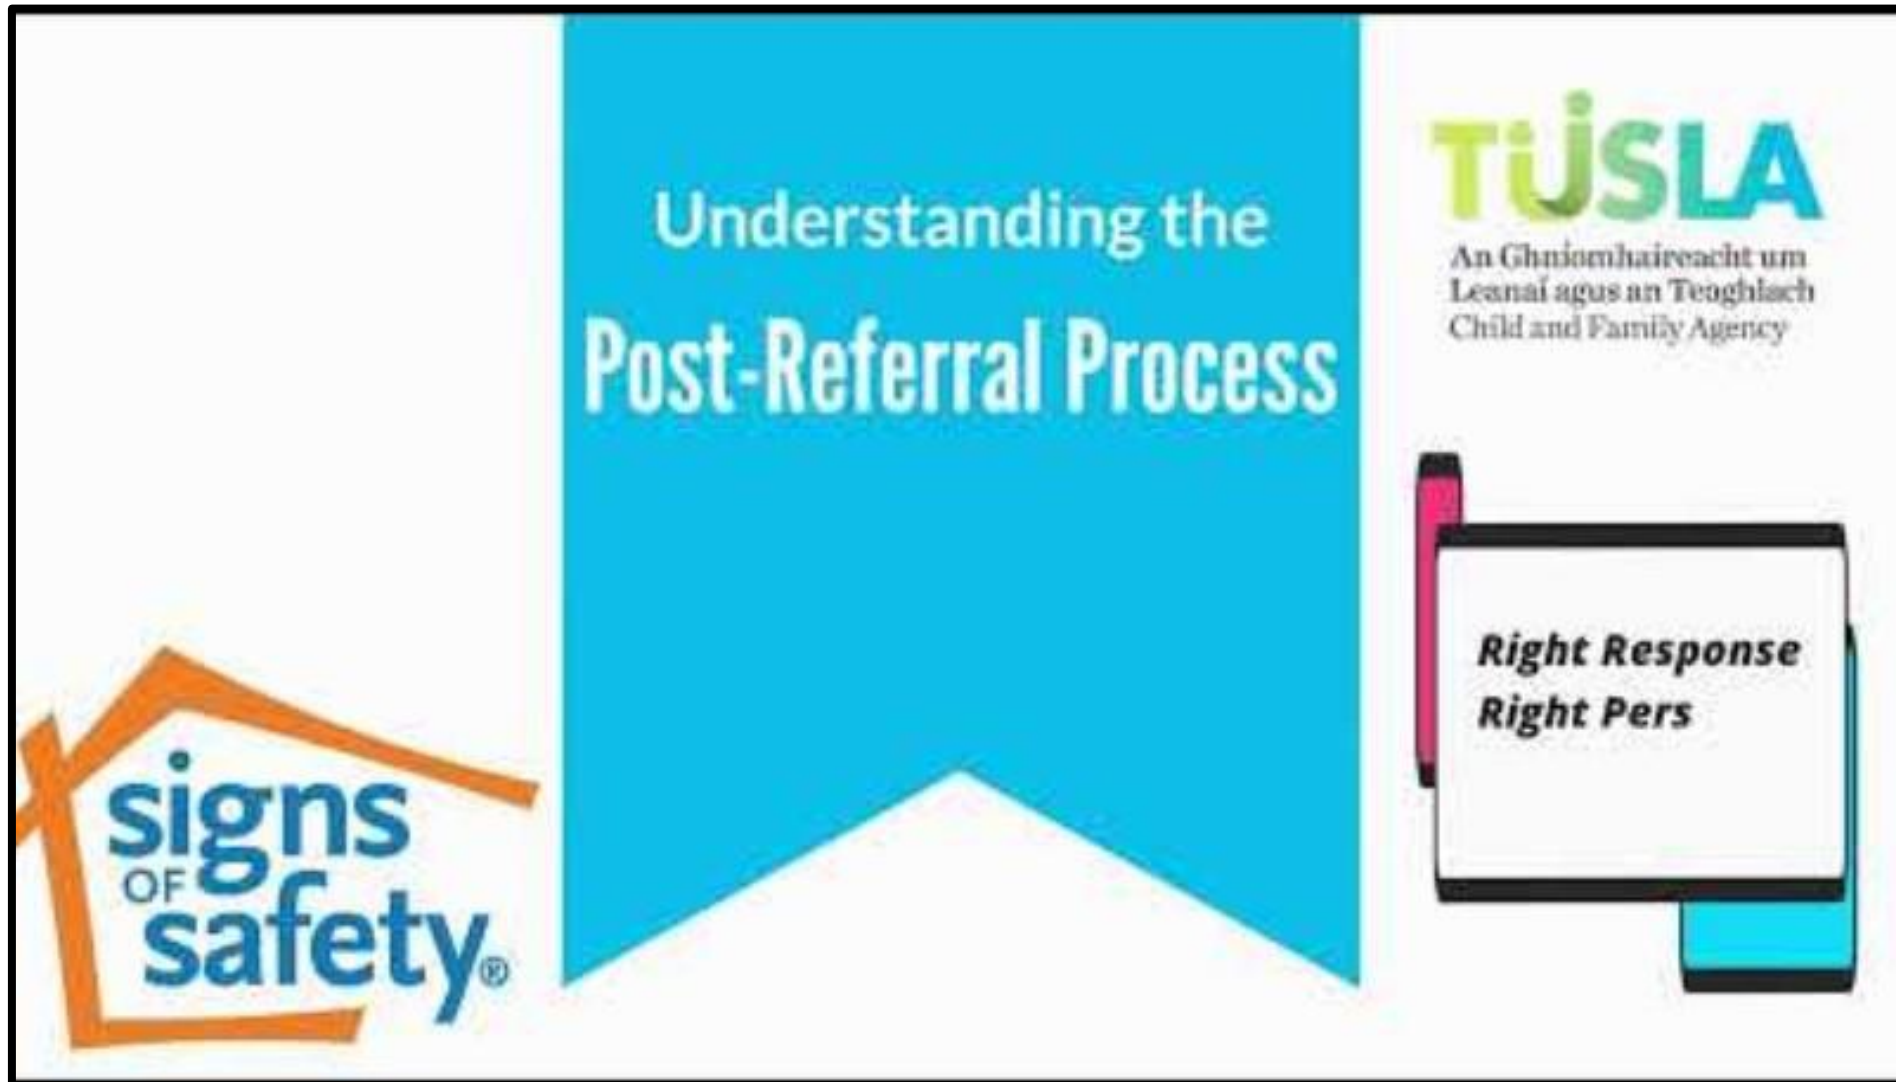 Understanding the
Post-Referral Process
TUSLA
An Ghníomhaireacht um
Leanaí agus an Teaghlach
Child and Family Agency
Right Response
Right Pers
signs
OF
safety®